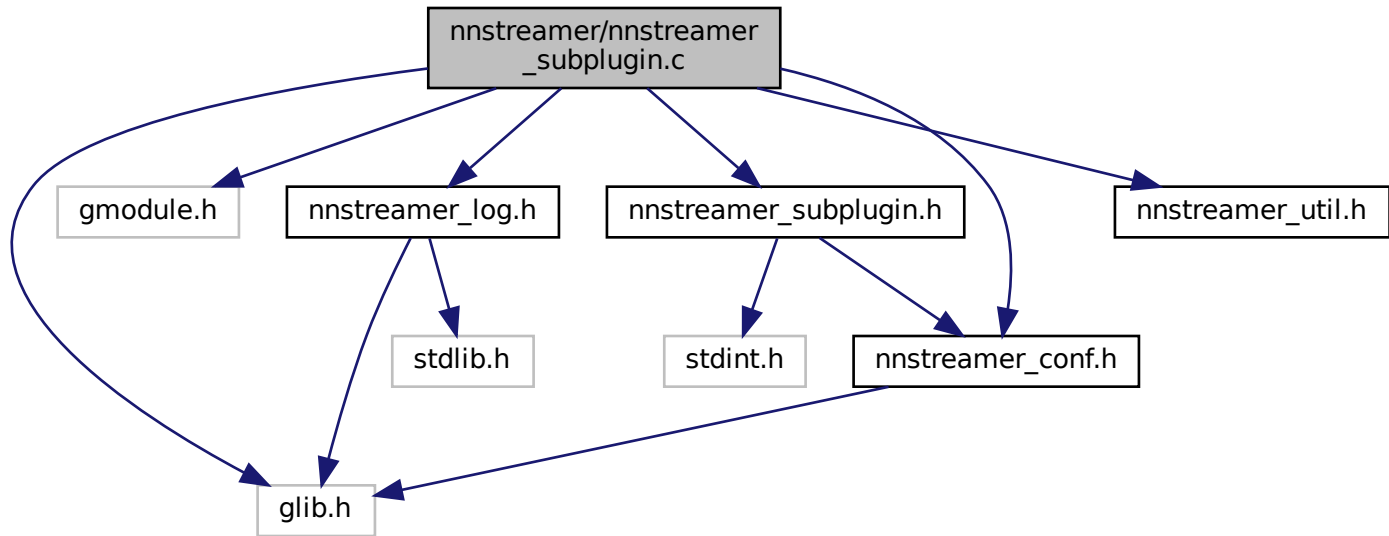 nnstreamer/nnstreamer
_subplugin.c
gmodule.h
nnstreamer_log.h
nnstreamer_subplugin.h
nnstreamer_util.h
stdlib.h
stdint.h
nnstreamer_conf.h
glib.h